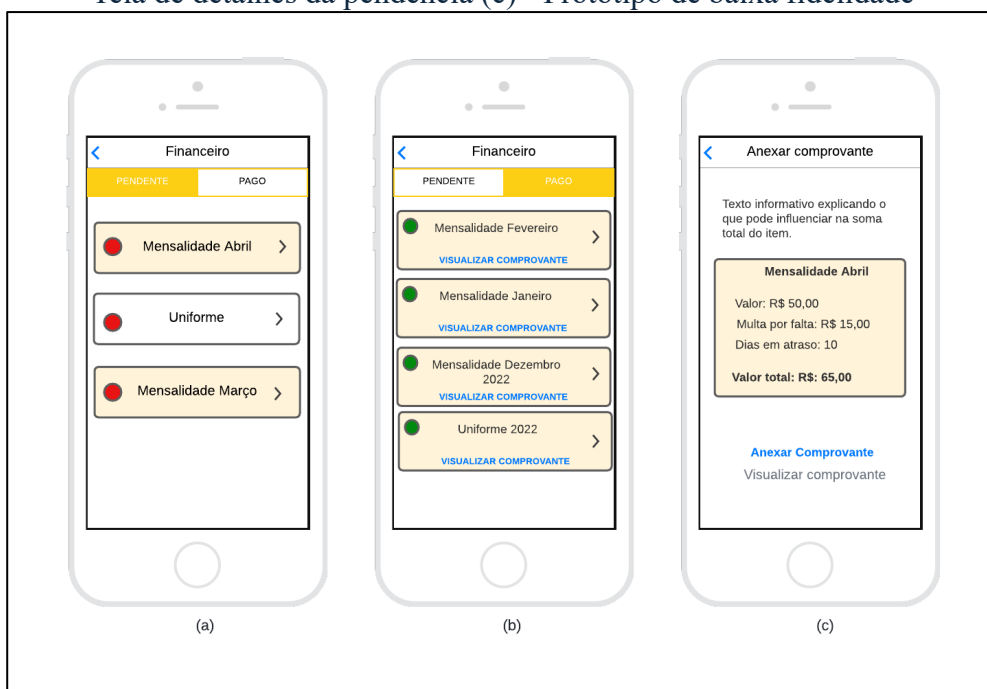 Tela de detalhes da pendência (c) - Protótipo de baixa fidelidade
Financeiro
PENDENTE PAGO
Mensalidade Abril
Uniforme
Mensalidade Março
(a)
Financeiro
PENDENTE PAGO
Mensalidade Fevereiro
VISUALIZAR COMPROVANTE
Mensalidade Janeiro
VISUALIZAR COMPROVANTE
Mensalidade Dezembro
2022
VISUALIZAR COMPROVANTE
Uniforme 2022
VISUALIZAR COMPROVANTE
(b)
Anexar comprovante
Texto informativo explicando o
que pode influenciar na soma
total do item.
Mensalidade Abril
Valor: R$ 50,00
Multa por falta: R$ 15,00
Dias em atraso: 10
Valor total: R$: 65,00
Anexar Comprovante
Visualizar comprovante
(c)